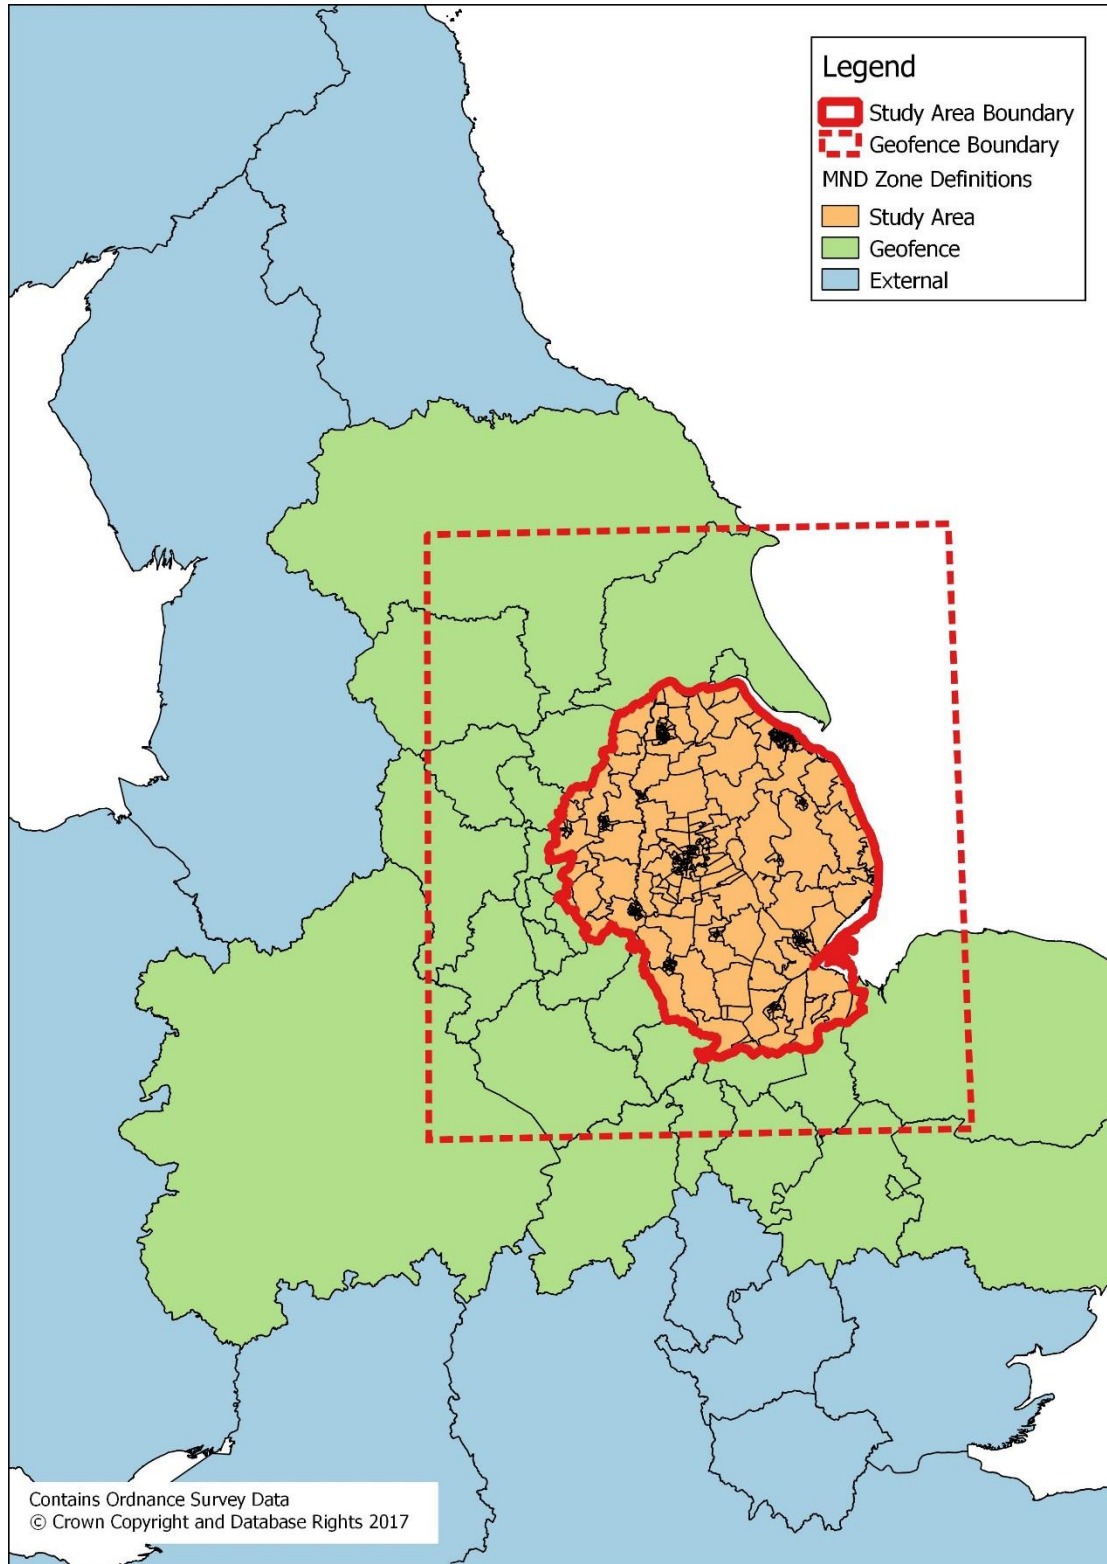 Legend
Study Area Boundary
Geofence Boundary
MND Zone Definitions
Study Area
Geofence
External
Contains Ordnance Survey Data
© Crown Copyright and Database Rights 2017